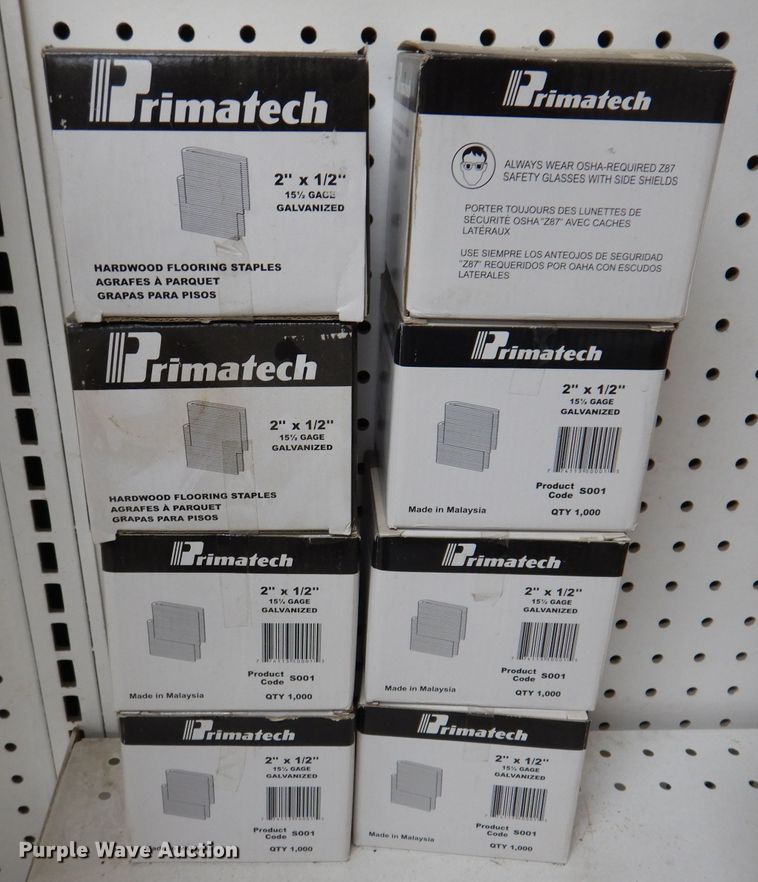 Primatech
2" x 1/2"
15½ GAGE
GALVANIZED
HARDWOOD FLOORING STAPLES
AGRAFES À PARQUET
GRAPAS PARA PISOS
Primatech
ALWAYS WEAR OSHA-REQUIRED Z87
SAFETY GLASSES WITH SIDE SHIELDS
PORTER TOUJOURS DES LUNETTES DE
SÉCURITÉ OSHA "Z87" AVEC CACHES
LATÉRAUX
USE SIEMPRE LOS ANTEOJOS DE SEGURIDAD
"Z87" REQUERIDOS POR OAHA CON ESCUDOS
LATERALES
Primatech
2" x 1/2"
15½ GAGE
GALVANIZED
HARDWOOD FLOORING STAPLES
AGRAFES À PARQUET
GRAPAS PARA PISOS
Primatech
2" x 1/2"
15½ GAGE
GALVANIZED
Product
Code S001
Made in Malaysia
QTY 1,000
Primatech
2" x 1/2"
15½ GAGE
GALVANIZED
Product
Code S001
Made in Malaysia
QTY 1,000
Primatech
2" x 1/2"
15½ GAGE
GALVANIZED
Product
Code S001
Made in Malaysia
QTY 1,000
Primatech
2" x 1/2"
15½ GAGE
GALVANIZED
Product
Code S001
Malaysia
QTY 1,000
Primatech
2" x 1/2"
15½ GAGE
GALVANIZED
Product
Code S001
Made in Malaysia
QTY 1,000
Purple Wave Auction